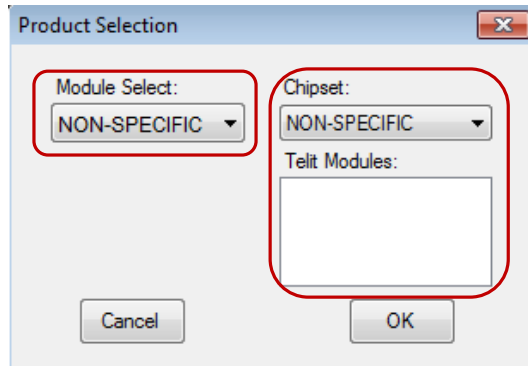 Product Selection
Module Select:
NON-SPECIFIC
Chipset:
NON-SPECIFIC
Telit Modules:
Cancel
OK